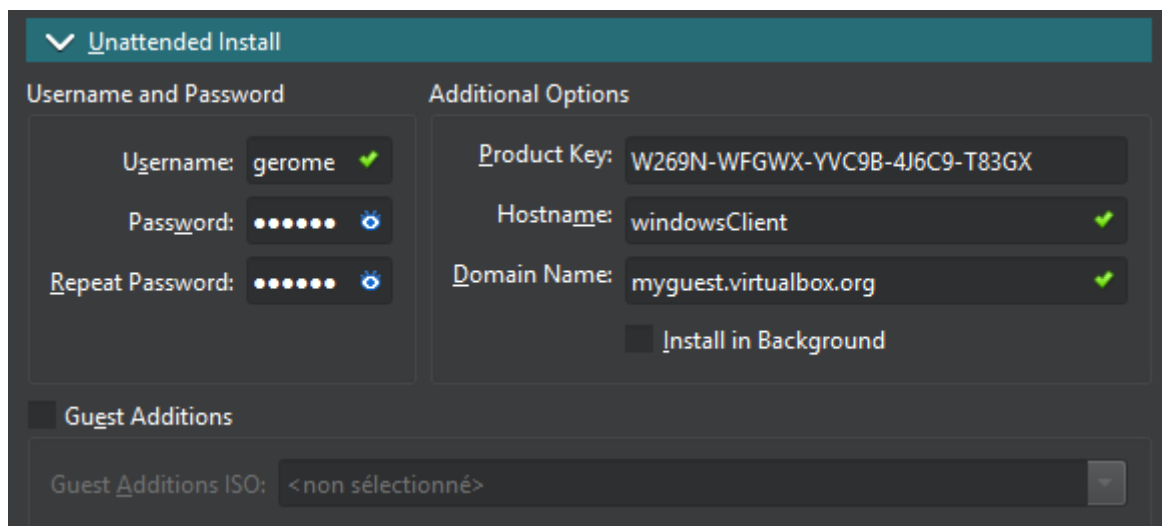 Unattended Install
Username and Password
Additional Options
Username: gerome
Password: ●●●●●●
Repeat Password: ●●●●●●
Product Key: W269N-WFGWX-YVC9B-4J6C9-T83GX
Hostname: windowsClient
Domain Name: myguest.virtualbox.org
Install in Background
Guest Additions
Guest Additions ISO: <non sélectionné>